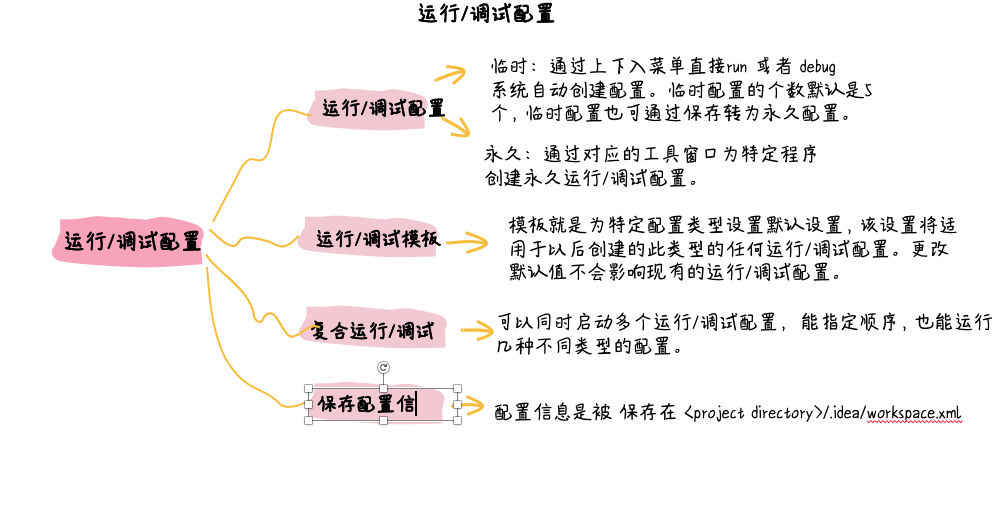 运行/调试配置
临时：通过上下入菜单直接run 或者 debug
系统自动创建配置。临时配置的个数默认是5
个，临时配置也可通过保存转为永久配置。
运行/调试配置
永久：通过对应的工具窗口为特定程序
创建永久运行/调试配置。
运行/调试配置
运行/调试模板
模板就是为特定配置类型设置默认设置，该设置将适
用于以后创建的此类型的任何运行/调试配置。更改
默认值不会影响现有的运行/调试配置。
复合运行/调试
可以同时启动多个运行/调试配置， 能指定顺序，也能运行
几种不同类型的配置。
保存配置信
配置信息是被 保存在 <project directory>/.idea/workspace.xml